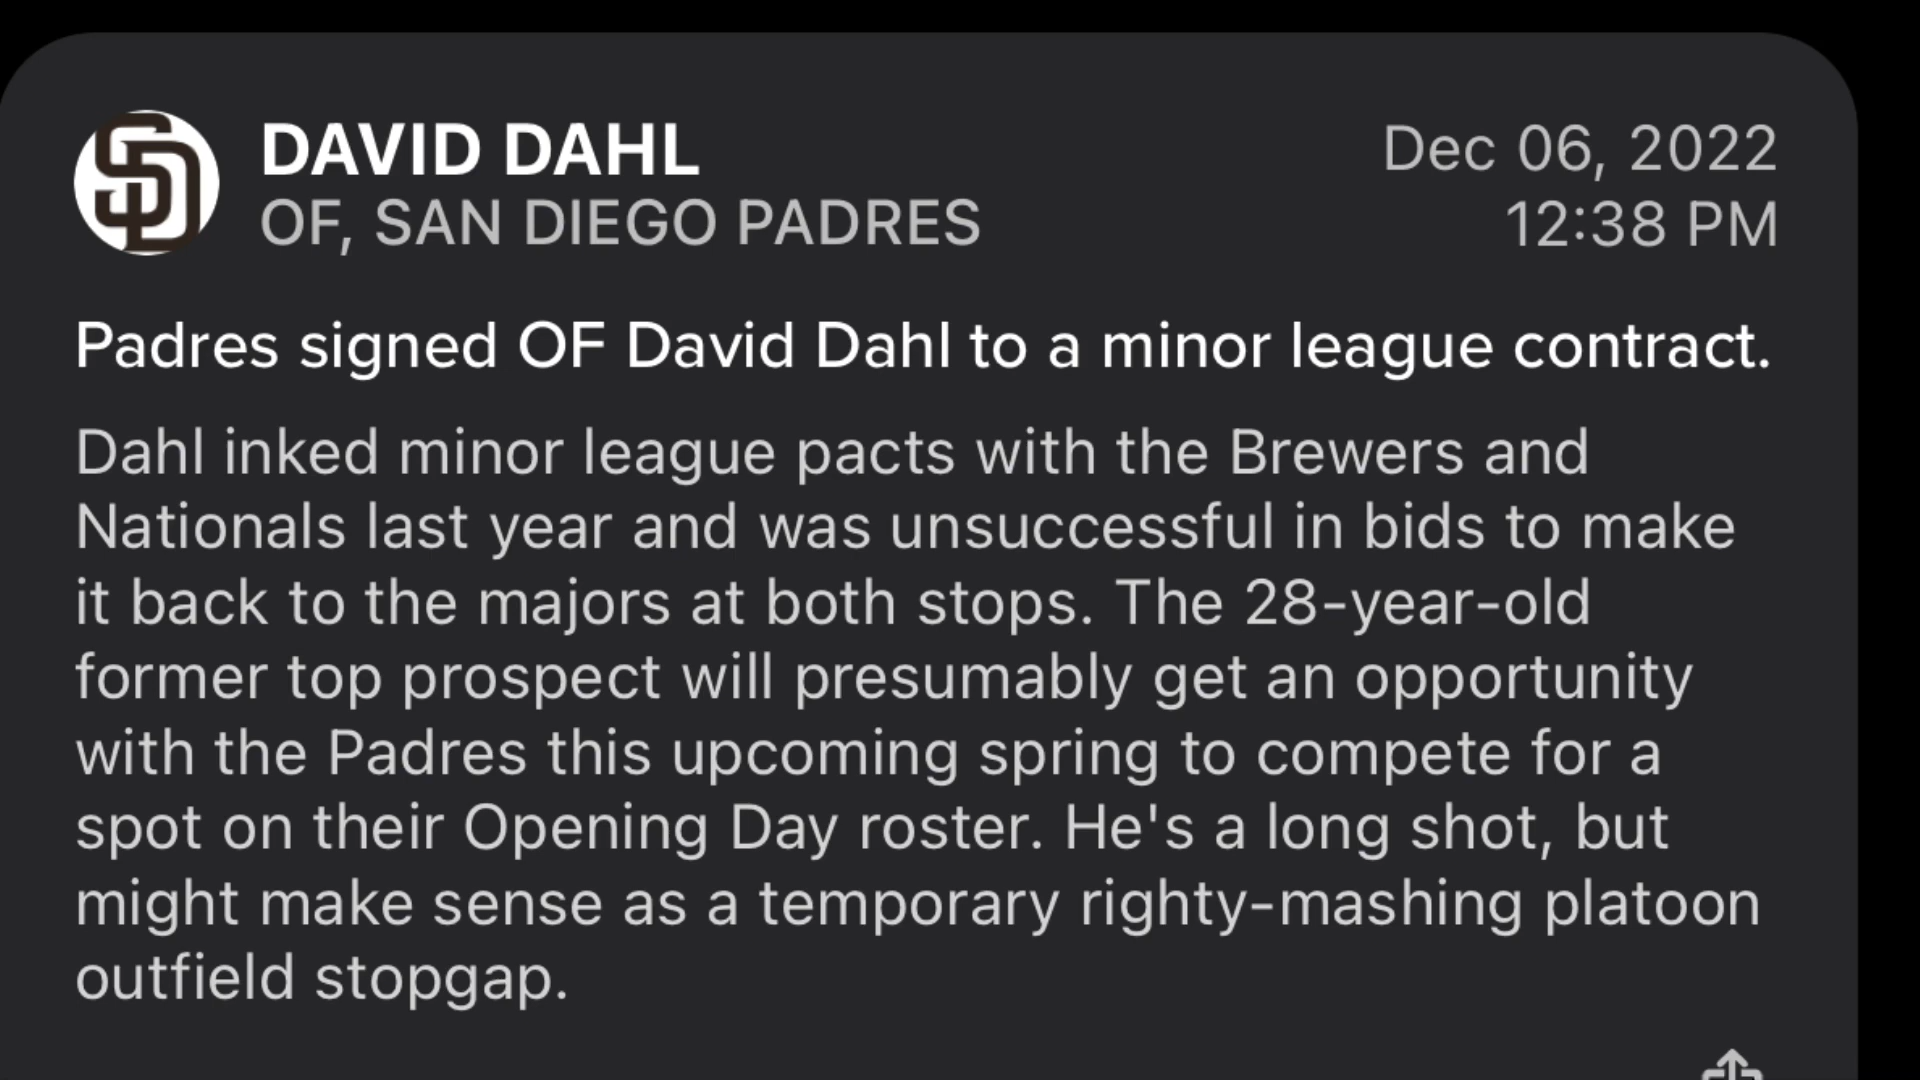 SD
DAVID DAHL
OF, SAN DIEGO PADRES
Dec 06, 2022
12:38 PM
Padres signed OF David Dahl to a minor league contract.
Dahl inked minor league pacts with the Brewers and
Nationals last year and was unsuccessful in bids to make
it back to the majors at both stops. The 28-year-old
former top prospect will presumably get an opportunity
with the Padres this upcoming spring to compete for a
spot on their Opening Day roster. He's a long shot, but
might make sense as a temporary righty-mashing platoon
outfield stopgap.